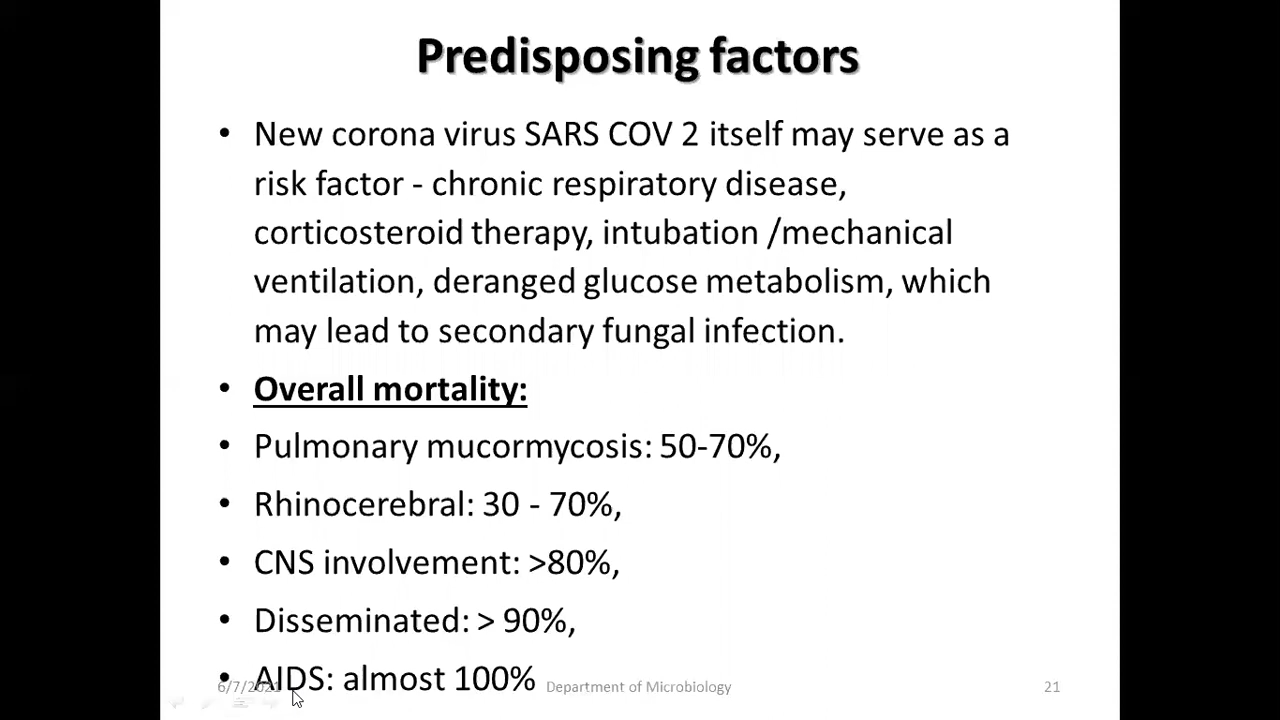 Predisposing factors
• New corona virus SARS COV 2 itself may serve as a
risk factor - chronic respiratory disease,
corticosteroid therapy, intubation /mechanical
ventilation, deranged glucose metabolism, which
may lead to secondary fungal infection.
• Overall mortality:
• Pulmonary mucormycosis: 50-70%,
• Rhinocerebral: 30 - 70%,
• CNS involvement: >80%,
• Disseminated: > 90%,
• AIDS: almost 100%
6/7/2021 Department of Microbiology 21